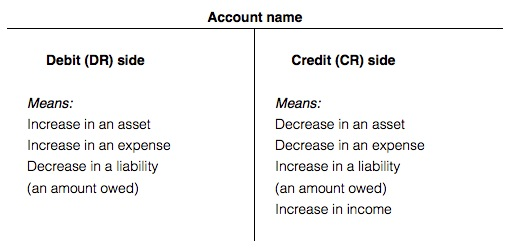 Account name
Debit (DR) side
Means:
Increase in an asset
Increase in an expense
Decrease in a liability
(an amount owed)
Credit (CR) side
Means:
Decrease in an asset
Decrease in an expense
Increase in a liability
(an amount owed)
Increase in income